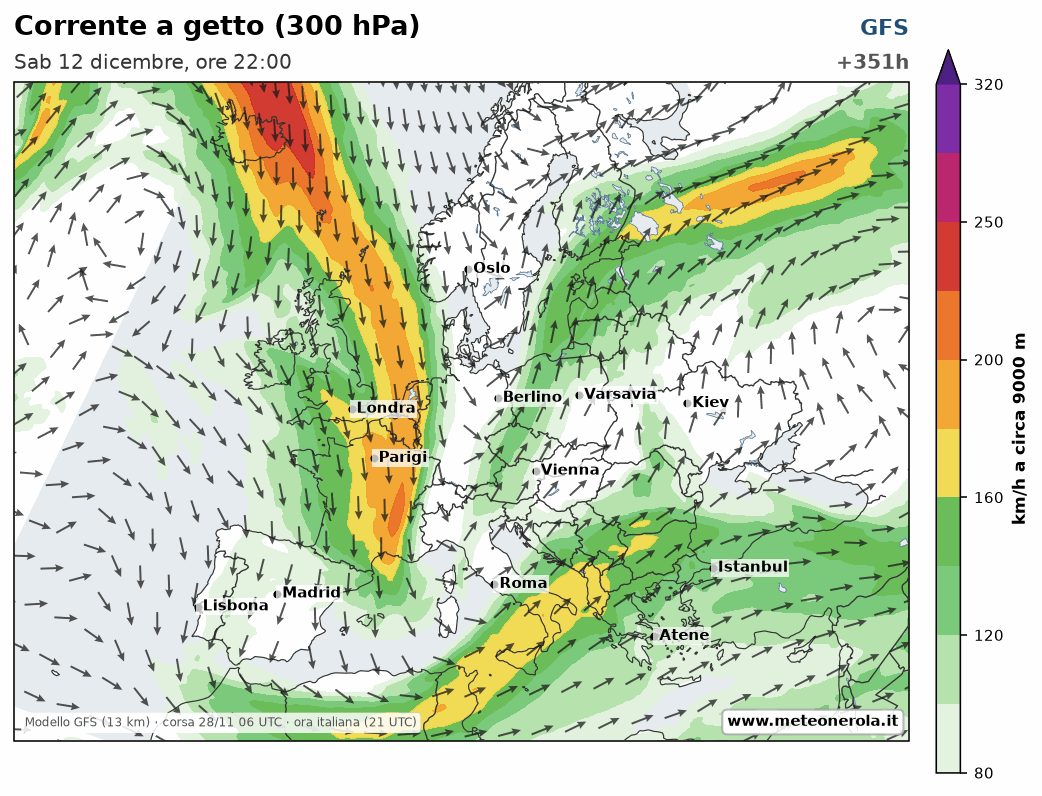 Corrente a getto (300 hPa)
GFS
Sab 12 dicembre, ore 22:00
+351h
320
250
200
160
120
80
km/h a circa 9000 m
Oslo
Londra
Berlino
Varsavia
Kiev
Parigi
Vienna
Istanbul
Roma
Madrid
Lisbona
Atene
Modello GFS (13 km) · corsa 28/11 06 UTC · ora italiana (21 UTC)
www.meteonerola.it